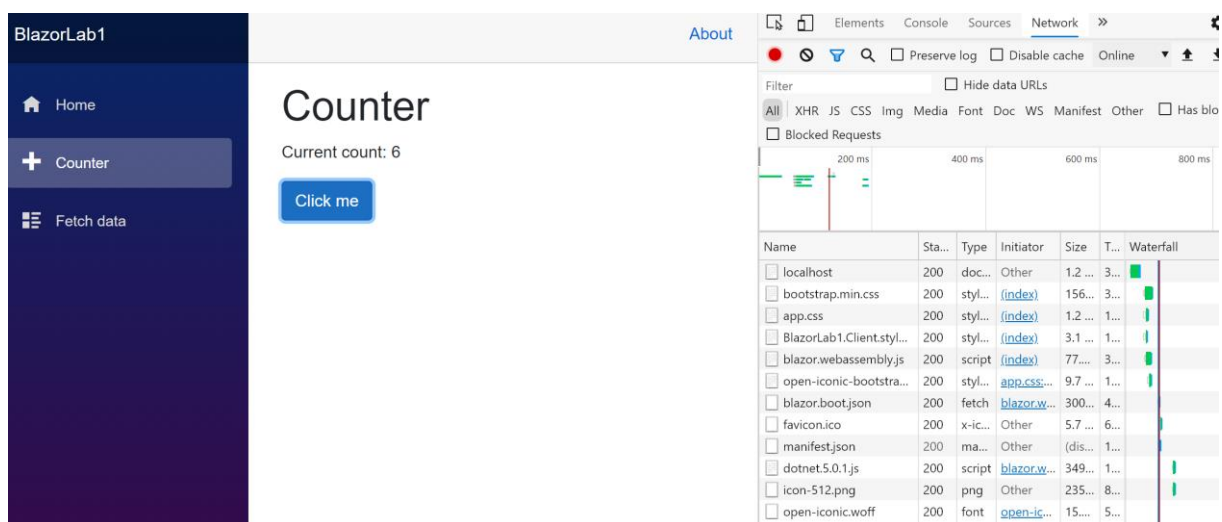 BlazorLab1
About
Home
Counter
Fetch data
Counter
Current count: 6
Click me
Elements Console Sources Network »
Preserve log Disable cache Online
Filter Hide data URLs
All XHR JS CSS Img Media Font Doc WS Manifest Other Has blo
Blocked Requests
200 ms 400 ms 600 ms 800 ms
Name Sta... Type Initiator Size T... Waterfall
localhost 200 doc... Other 1.2 ... 3...
bootstrap.min.css 200 styl... (index) 156... 3...
app.css 200 styl... (index) 1.2 ... 1...
BlazorLab1.Client.styl... 200 styl... (index) 3.1 ... 1...
blazor.webassembly.js 200 script (index) 77.... 3...
open-iconic-bootstra... 200 styl... app.css:... 9.7 ... 1...
blazor.boot.json 200 fetch blazor.w... 300... 4...
favicon.ico 200 x-ic... Other 5.7 ... 6...
manifest.json 200 ma... Other (dis... 1...
dotnet.5.0.1.js 200 script blazor.w... 349... 1...
icon-512.png 200 png Other 235... 8...
open-iconic.woff 200 font open-ic... 15.... 5...